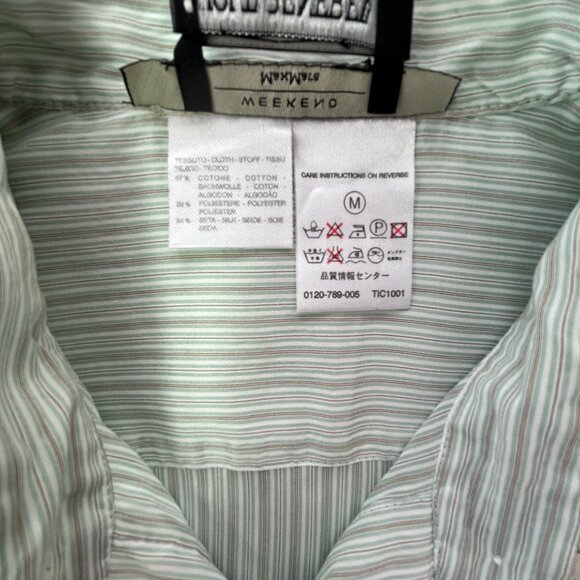 MaxMara
WEEKEND
TESSUTO - CLOTH - STOFF - TISSU
TEJIDO - TECIDO
COTONE - COTTON
BAUMWOLLE - COTON
ALGODON - ALGODÃO
POLIESTERE - POLYESTER
POLIESTER
SETA - SILK - SEIDE - SOIE
SEDA
CARE INSTRUCTIONS ON REVERSE
M
P
品質情報センター
0120-789-005 TIC1001